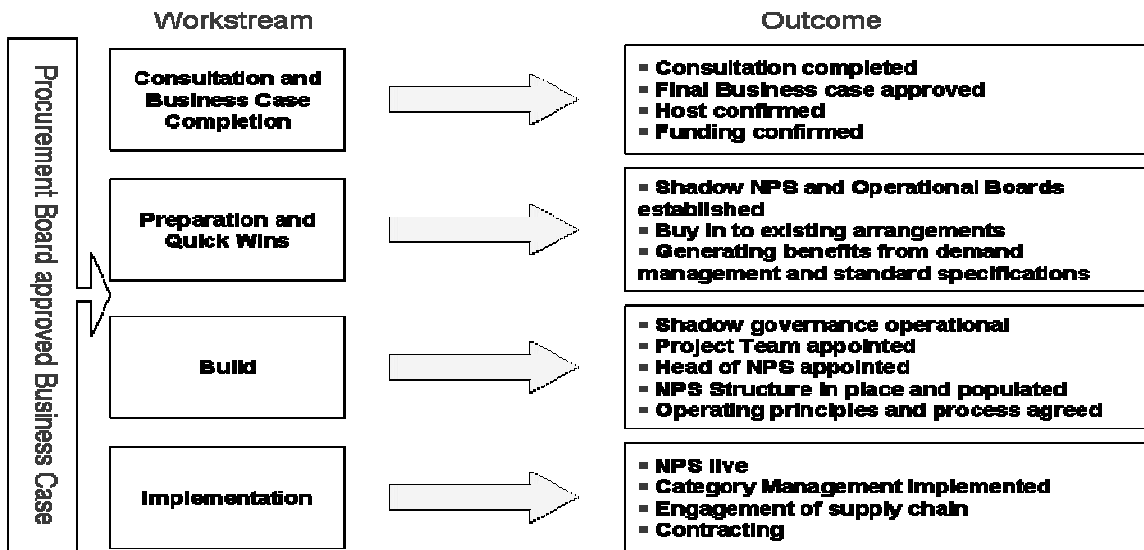 Workstream
Outcome
Procurement Board approved Business Case
Consultation and
Business Case
Completion
▪ Consultation completed
▪ Final Business case approved
▪ Host confirmed
▪ Funding confirmed
Preparation and
Quick Wins
▪ Shadow NPS and Operational Boards
established
▪ Buy in to existing arrangements
▪ Generating benefits from demand
management and standard specifications
Build
▪ Shadow governance operational
▪ Project Team appointed
▪ Head of NPS appointed
▪ NPS Structure in place and populated
▪ Operating principles and process agreed
Implementation
▪ NPS live
▪ Category Management Implemented
▪ Engagement of supply chain
▪ Contracting